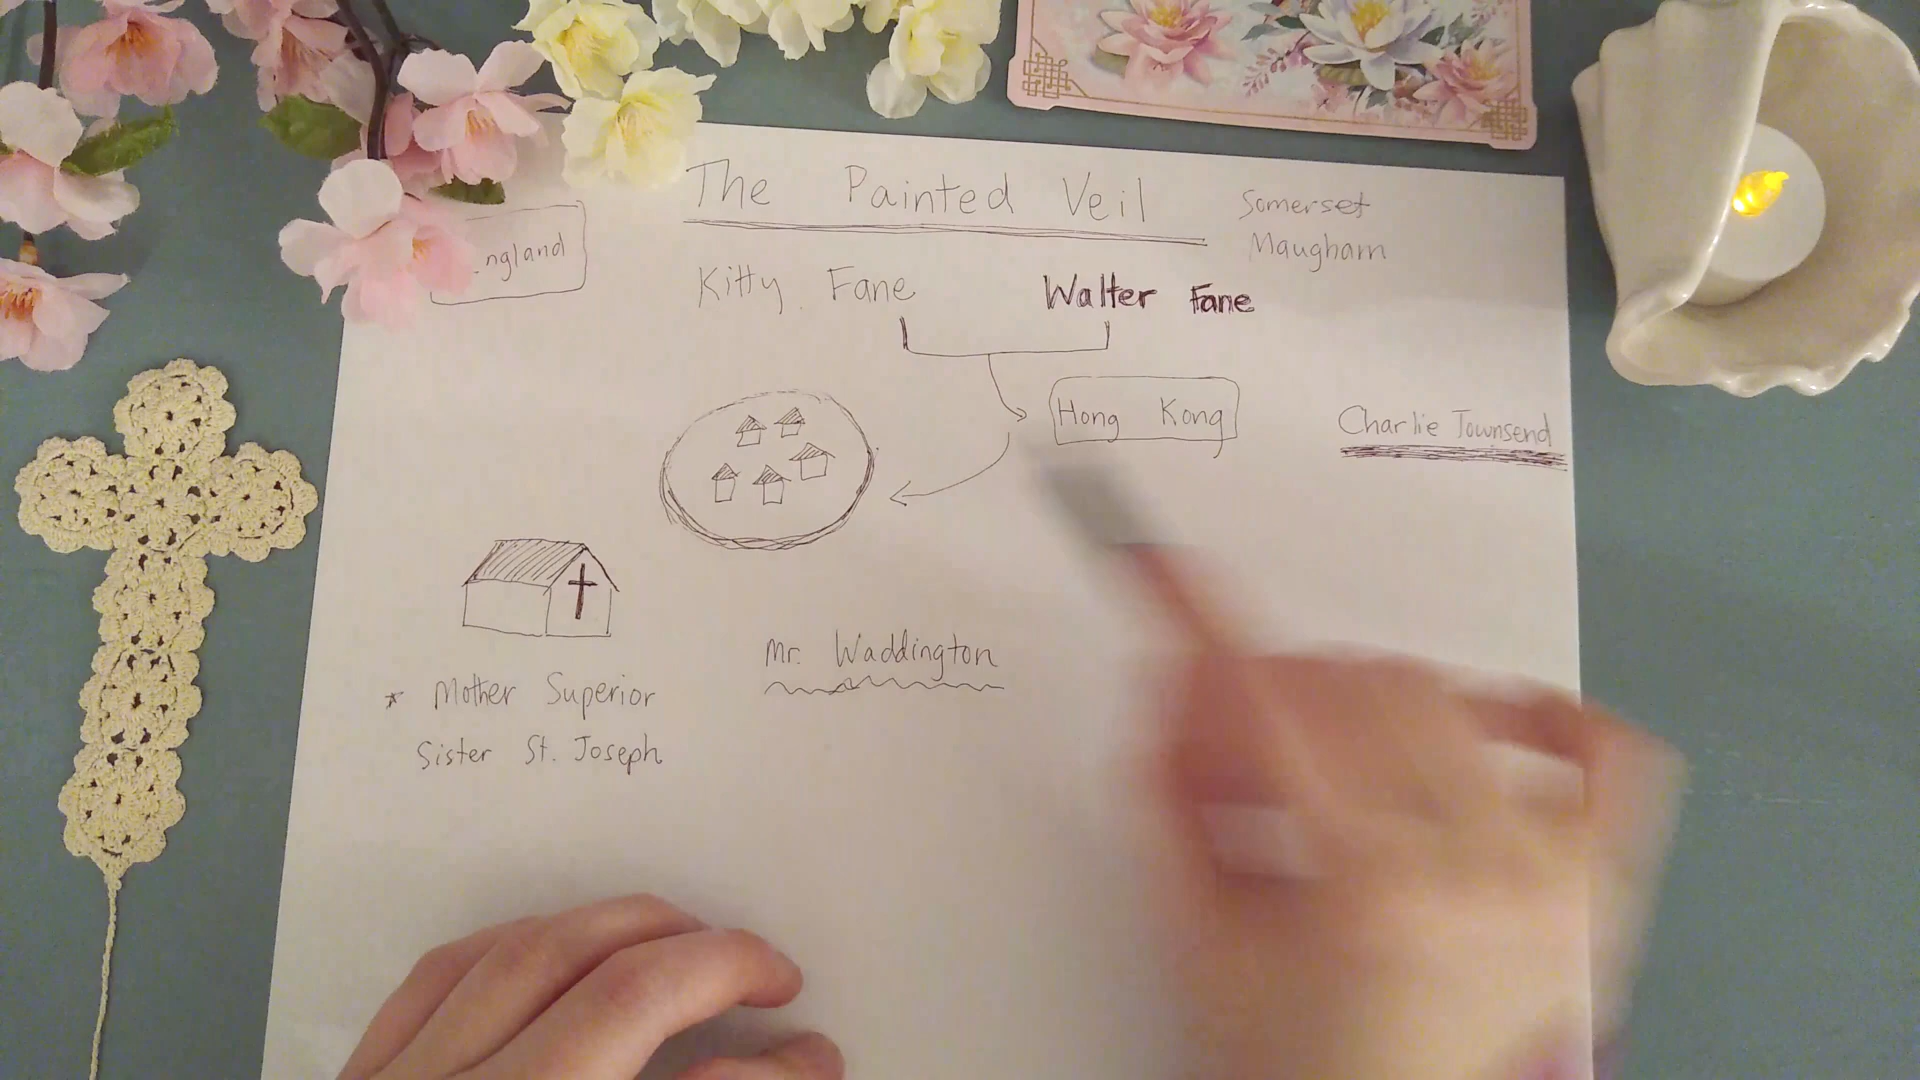 The Painted Veil
Somerset
Maugham
ngland
Kitty Fane
Walter Fane
Hong Kong
Charlie Townsend
Mr. Waddington
* Mother Superior
Sister St. Joseph